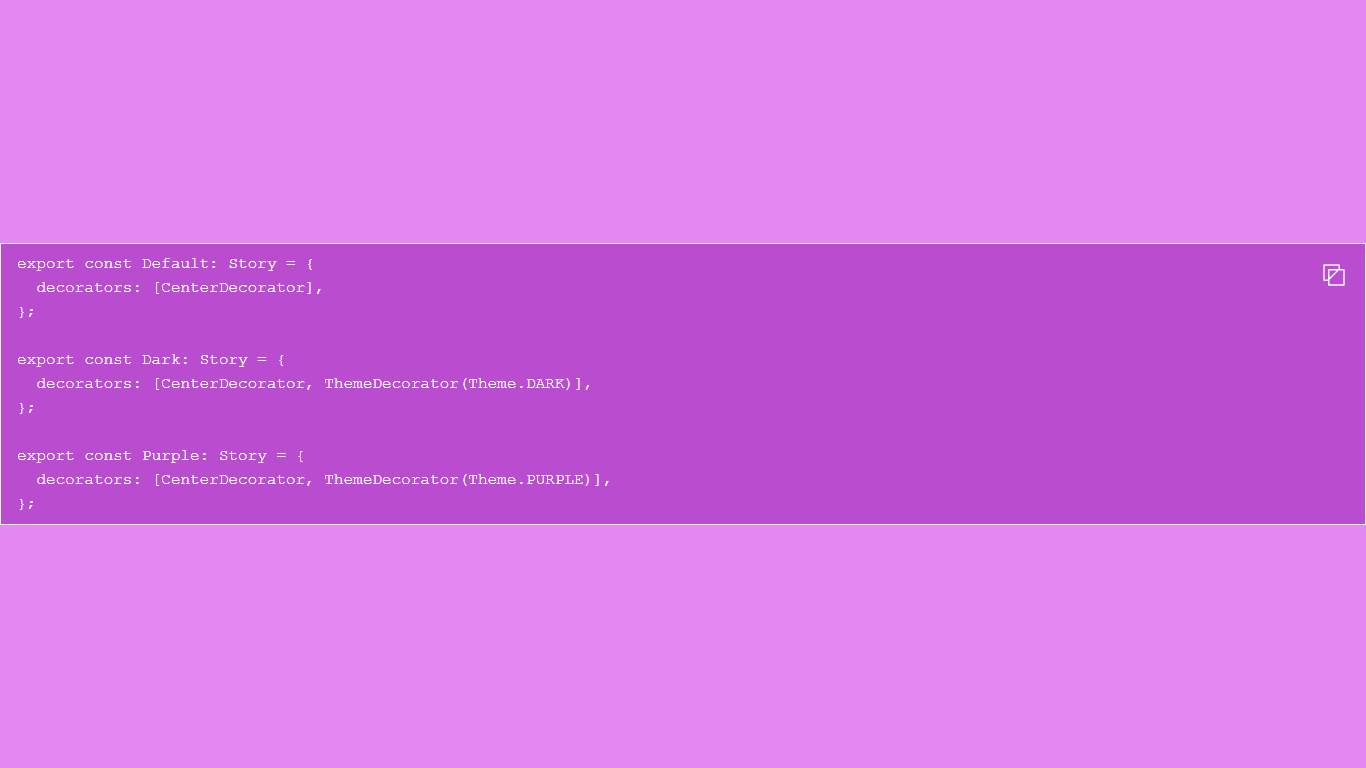 export const Default: Story = {
  decorators: [CenterDecorator],
};

export const Dark: Story = {
  decorators: [CenterDecorator, ThemeDecorator(Theme.DARK)],
};

export const Purple: Story = {
  decorators: [CenterDecorator, ThemeDecorator(Theme.PURPLE)],
};